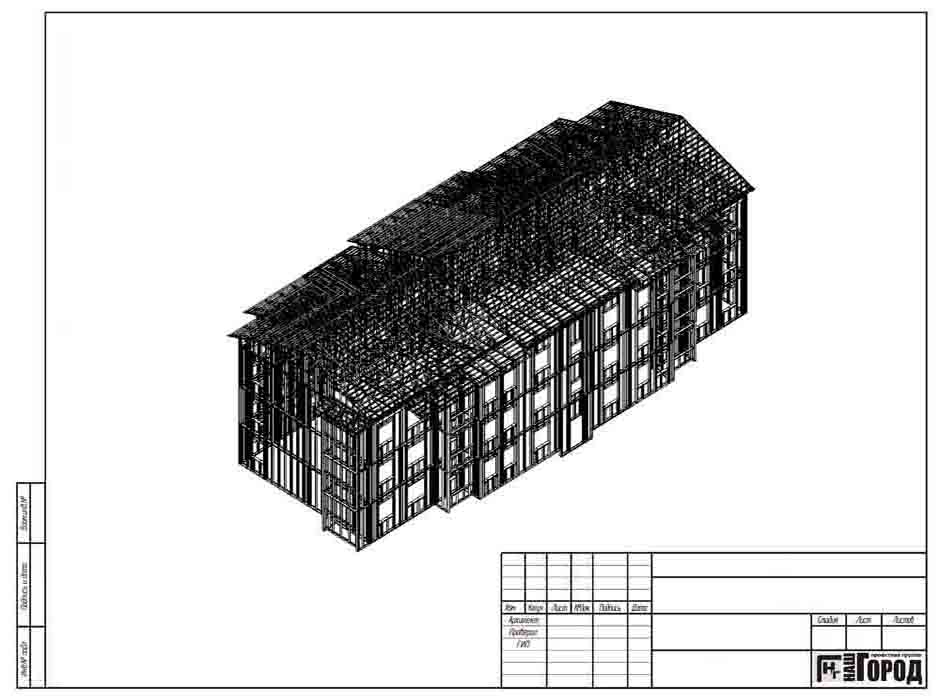 Взам.инв.№
Подпись и дата
Инв.№ подл.
Изм. Кол.уч Лист №док. Подпись Дата
Архитект.
Проверил
ГИП
Стадия Лист Листов
проектная группа
НГ НАШ ГОРОД